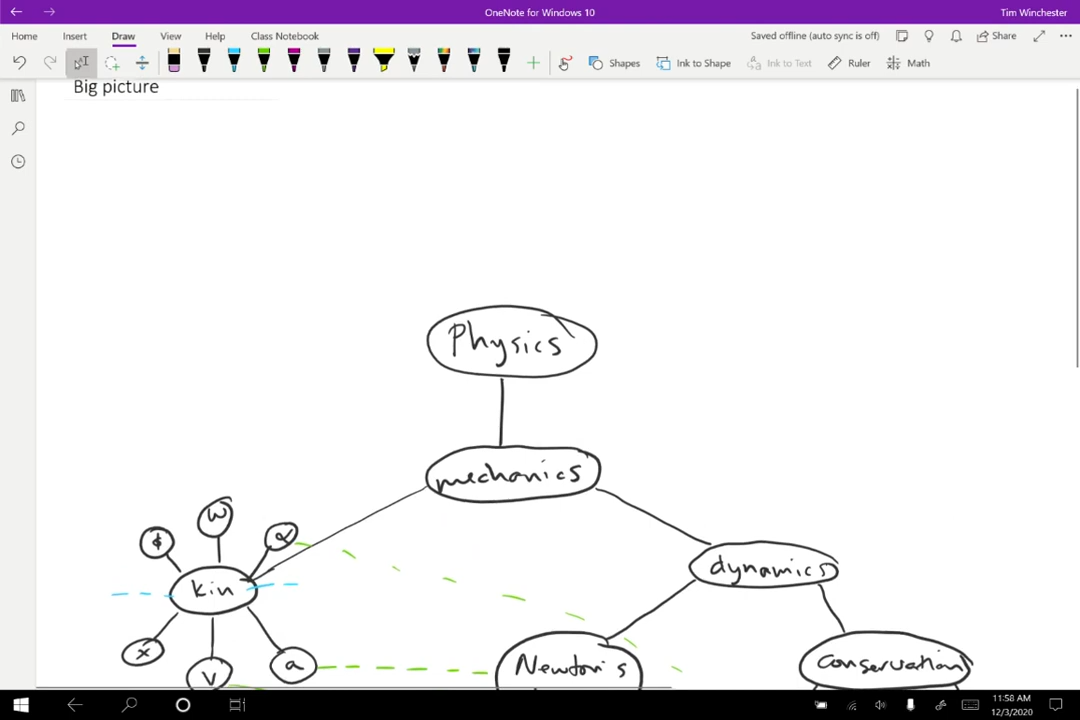 OneNote for Windows 10
Tim Winchester
Home Insert Draw View Help Class Notebook
Saved offline (auto sync is off) Share
Shapes Ink to Shape Ink to Text Ruler Math
Big picture
Physics
mechanics
w
α
kin
dynamics
x
v
a
Newton's
Conservation
11:58 AM
12/3/2020